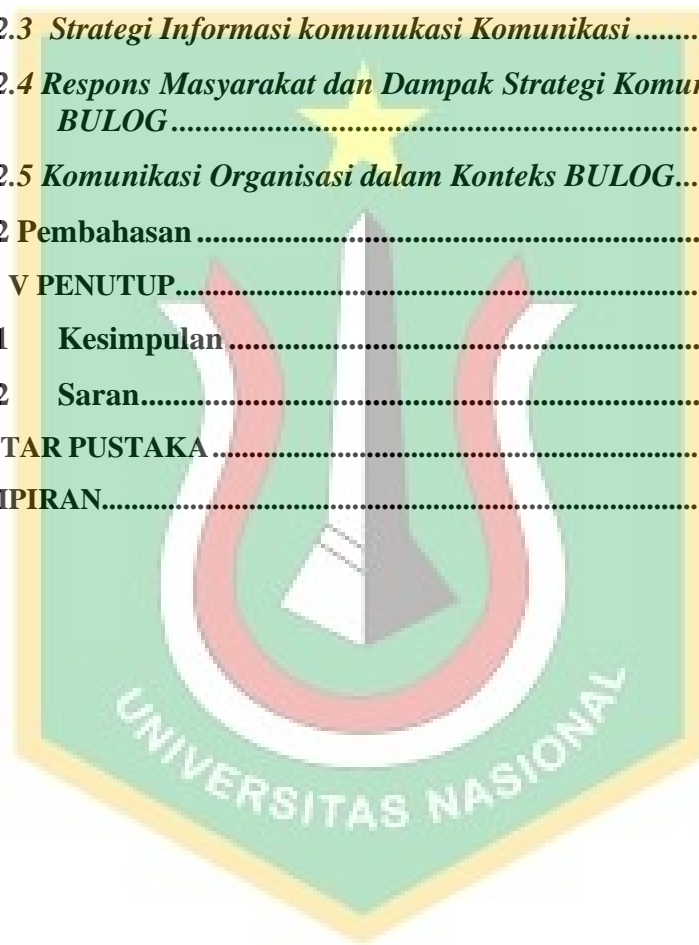 2.3 Strategi Informasi komunukasi Komunikasi ..........
2.4 Respons Masyarakat dan Dampak Strategi Komun
BULOG ..............................................................
2.5 Komunikasi Organisasi dalam Konteks BULOG...
2 Pembahasan ..............................................................
V PENUTUP..............................................................
1 Kesimpulan ..............................................................
2 Saran..............................................................
TAR PUSTAKA ..............................................................
MPIRAN..............................................................
UNIVERSITAS NASIONAL